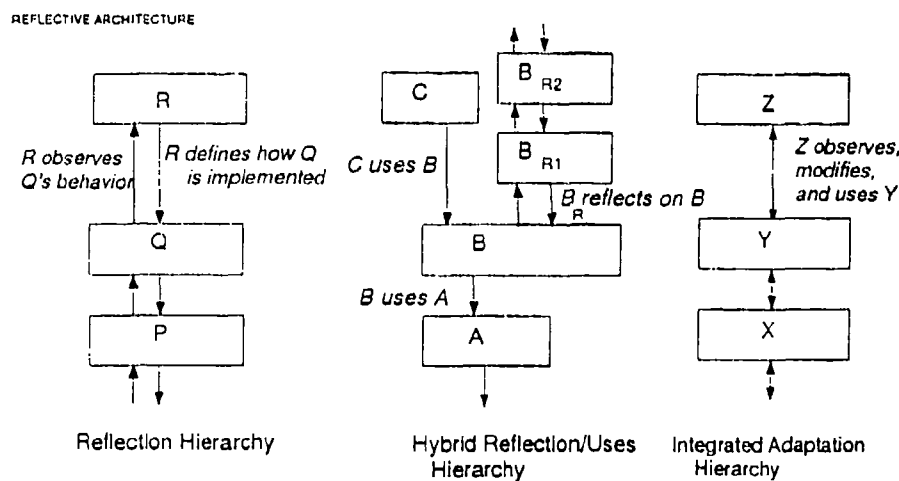 REFLECTIVE ARCHITECTURE
R
R observes
Q's behavior
R defines how Q
is implemented
Q
P
Reflection Hierarchy
C
B R2
B R1
C uses B
B reflects on B
R
B
B uses A
A
Hybrid Reflection/Uses
Hierarchy
Z
Z observes,
modifies,
and uses Y
Y
X
Integrated Adaptation
Hierarchy